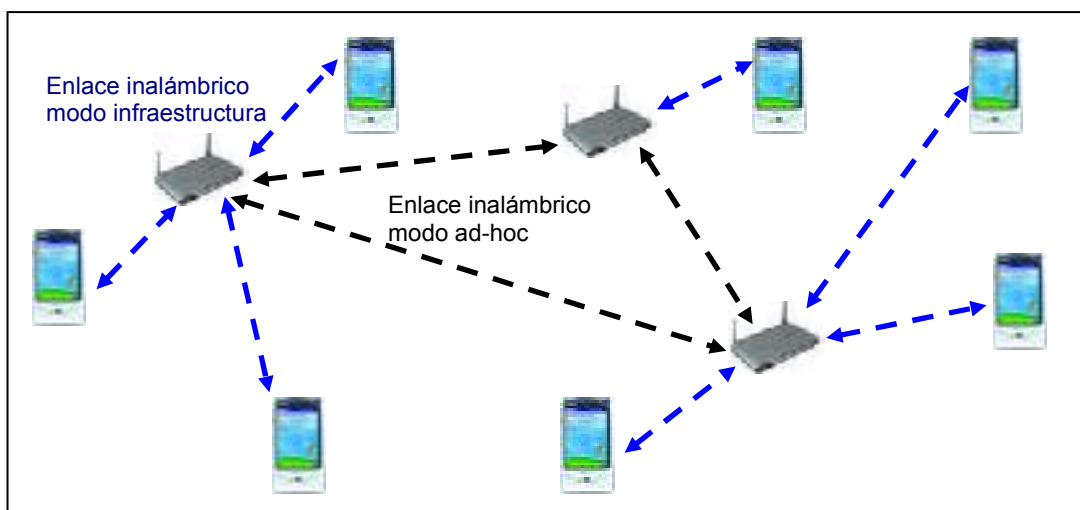 Enlace inalámbrico
modo infraestructura
Enlace inalámbrico
modo ad-hoc